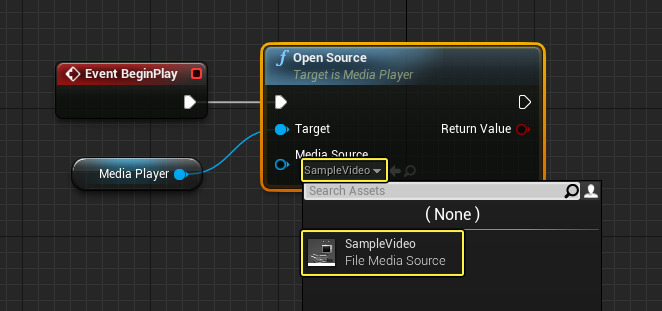 Event BeginPlay
Open Source
Target is Media Player
Target
Return Value
Media Source
SampleVideo
Media Player
Search Assets
( None )
SampleVideo
File Media Source